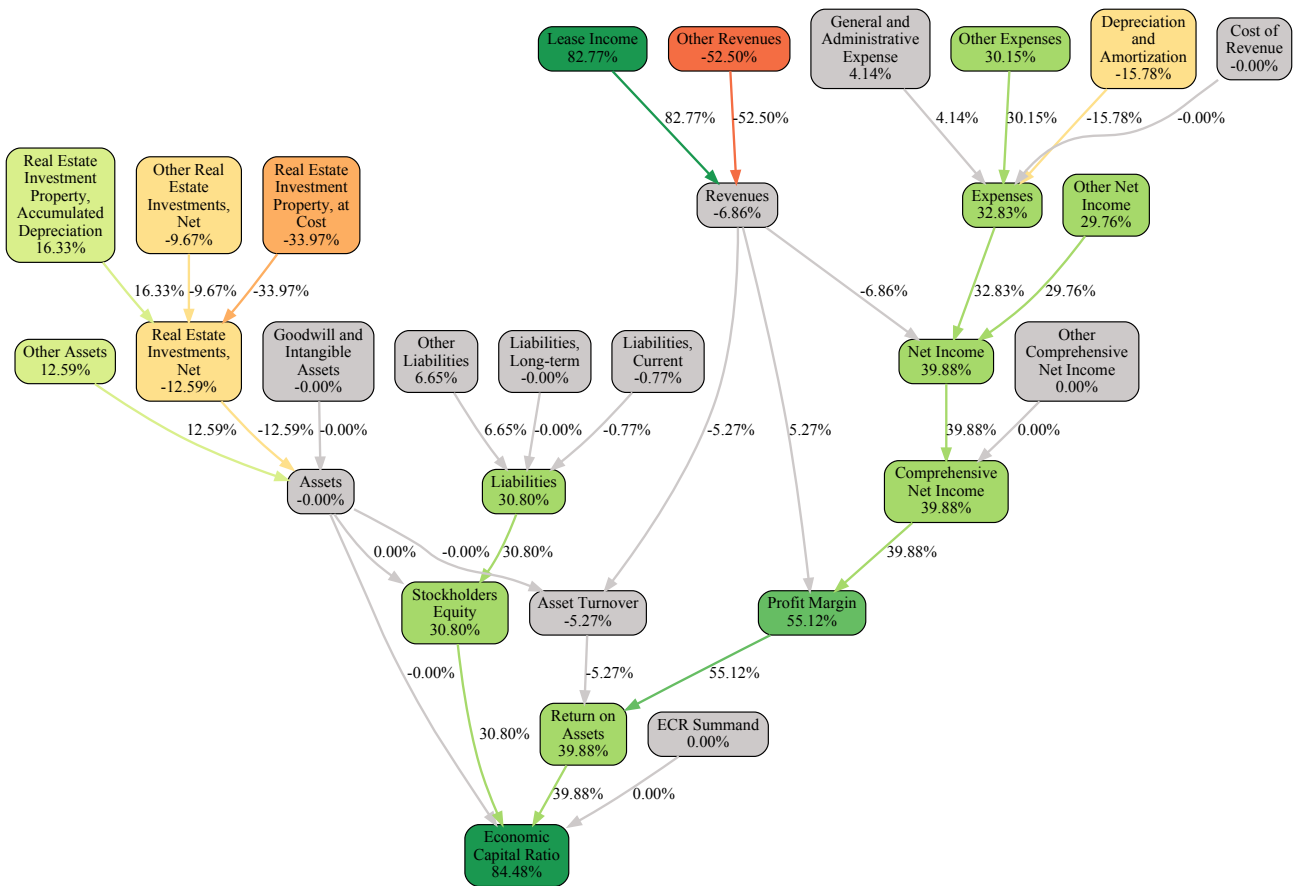 Lease Income
82.77%
Other Revenues
-52.50%
General and
Administrative
Expense
4.14%
Other Expenses
30.15%
Depreciation
and
Amortization
-15.78%
Cost of
Revenue
-0.00%
82.77%
-52.50%
4.14%
30.15%
-15.78%
-0.00%
Real Estate
Investment
Property,
Accumulated
Depreciation
16.33%
Other Real
Estate
Investments,
Net
-9.67%
Real Estate
Investment
Property, at
Cost
-33.97%
Revenues
-6.86%
Expenses
32.83%
Other Net
Income
29.76%
16.33%
-9.67%
-33.97%
-6.86%
32.83%
29.76%
Other Assets
12.59%
Real Estate
Investments,
Net
-12.59%
Goodwill and
Intangible
Assets
-0.00%
Other
Liabilities
6.65%
Liabilities,
Long-term
-0.00%
Liabilities,
Current
-0.77%
Net Income
39.88%
Other
Comprehensive
Net Income
0.00%
12.59%
-12.59%
-0.00%
6.65%
-0.00%
-0.77%
-5.27%
5.27%
39.88%
0.00%
Assets
-0.00%
Liabilities
30.80%
Comprehensive
Net Income
39.88%
0.00%
-0.00%
30.80%
39.88%
Stockholders
Equity
30.80%
Asset Turnover
-5.27%
Profit Margin
55.12%
-0.00%
-5.27%
55.12%
Return on
Assets
39.88%
ECR Summand
0.00%
30.80%
39.88%
0.00%
Economic
Capital Ratio
84.48%